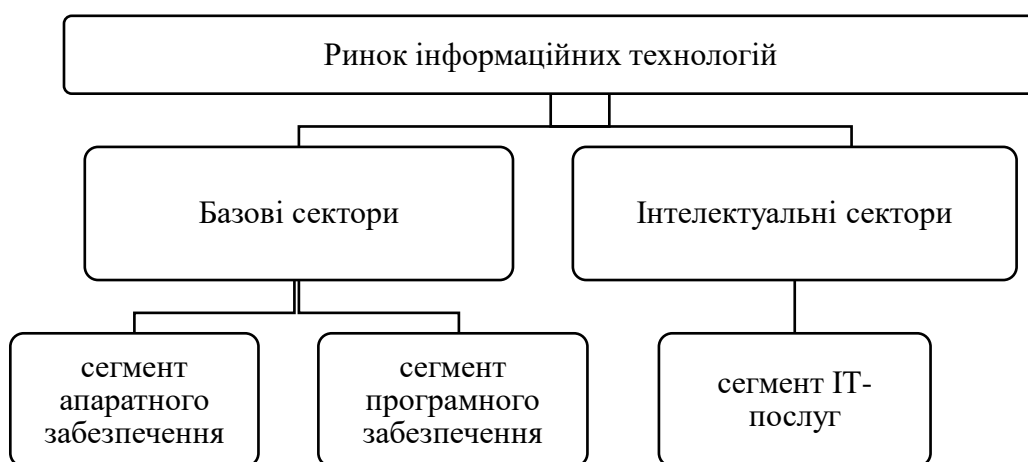 Ринок інформаційних технологій
Базові сектори
Інтелектуальні сектори
сегмент
апаратного
забезпечення
сегмент
програмного
забезпечення
сегмент ІТ-
послуг